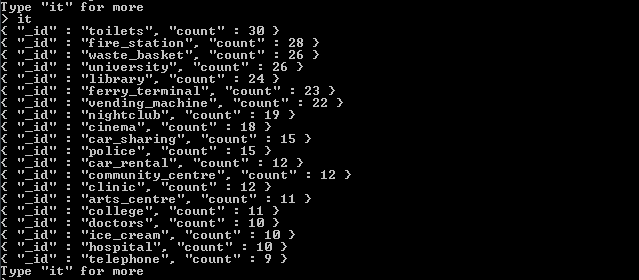 Type "it" for more
> it
{ "_id" : "toilets", "count" : 30 }
{ "_id" : "fire_station", "count" : 28 }
{ "_id" : "waste_basket", "count" : 26 }
{ "_id" : "university", "count" : 26 }
{ "_id" : "library", "count" : 24 }
{ "_id" : "ferry_terminal", "count" : 23 }
{ "_id" : "vending_machine", "count" : 22 }
{ "_id" : "nightclub", "count" : 19 }
{ "_id" : "cinema", "count" : 18 }
{ "_id" : "car_sharing", "count" : 15 }
{ "_id" : "police", "count" : 15 }
{ "_id" : "car_rental", "count" : 12 }
{ "_id" : "community_centre", "count" : 12 }
{ "_id" : "clinic", "count" : 12 }
{ "_id" : "arts_centre", "count" : 11 }
{ "_id" : "college", "count" : 11 }
{ "_id" : "doctors", "count" : 10 }
{ "_id" : "ice_cream", "count" : 10 }
{ "_id" : "hospital", "count" : 10 }
{ "_id" : "telephone", "count" : 9 }
Type "it" for more